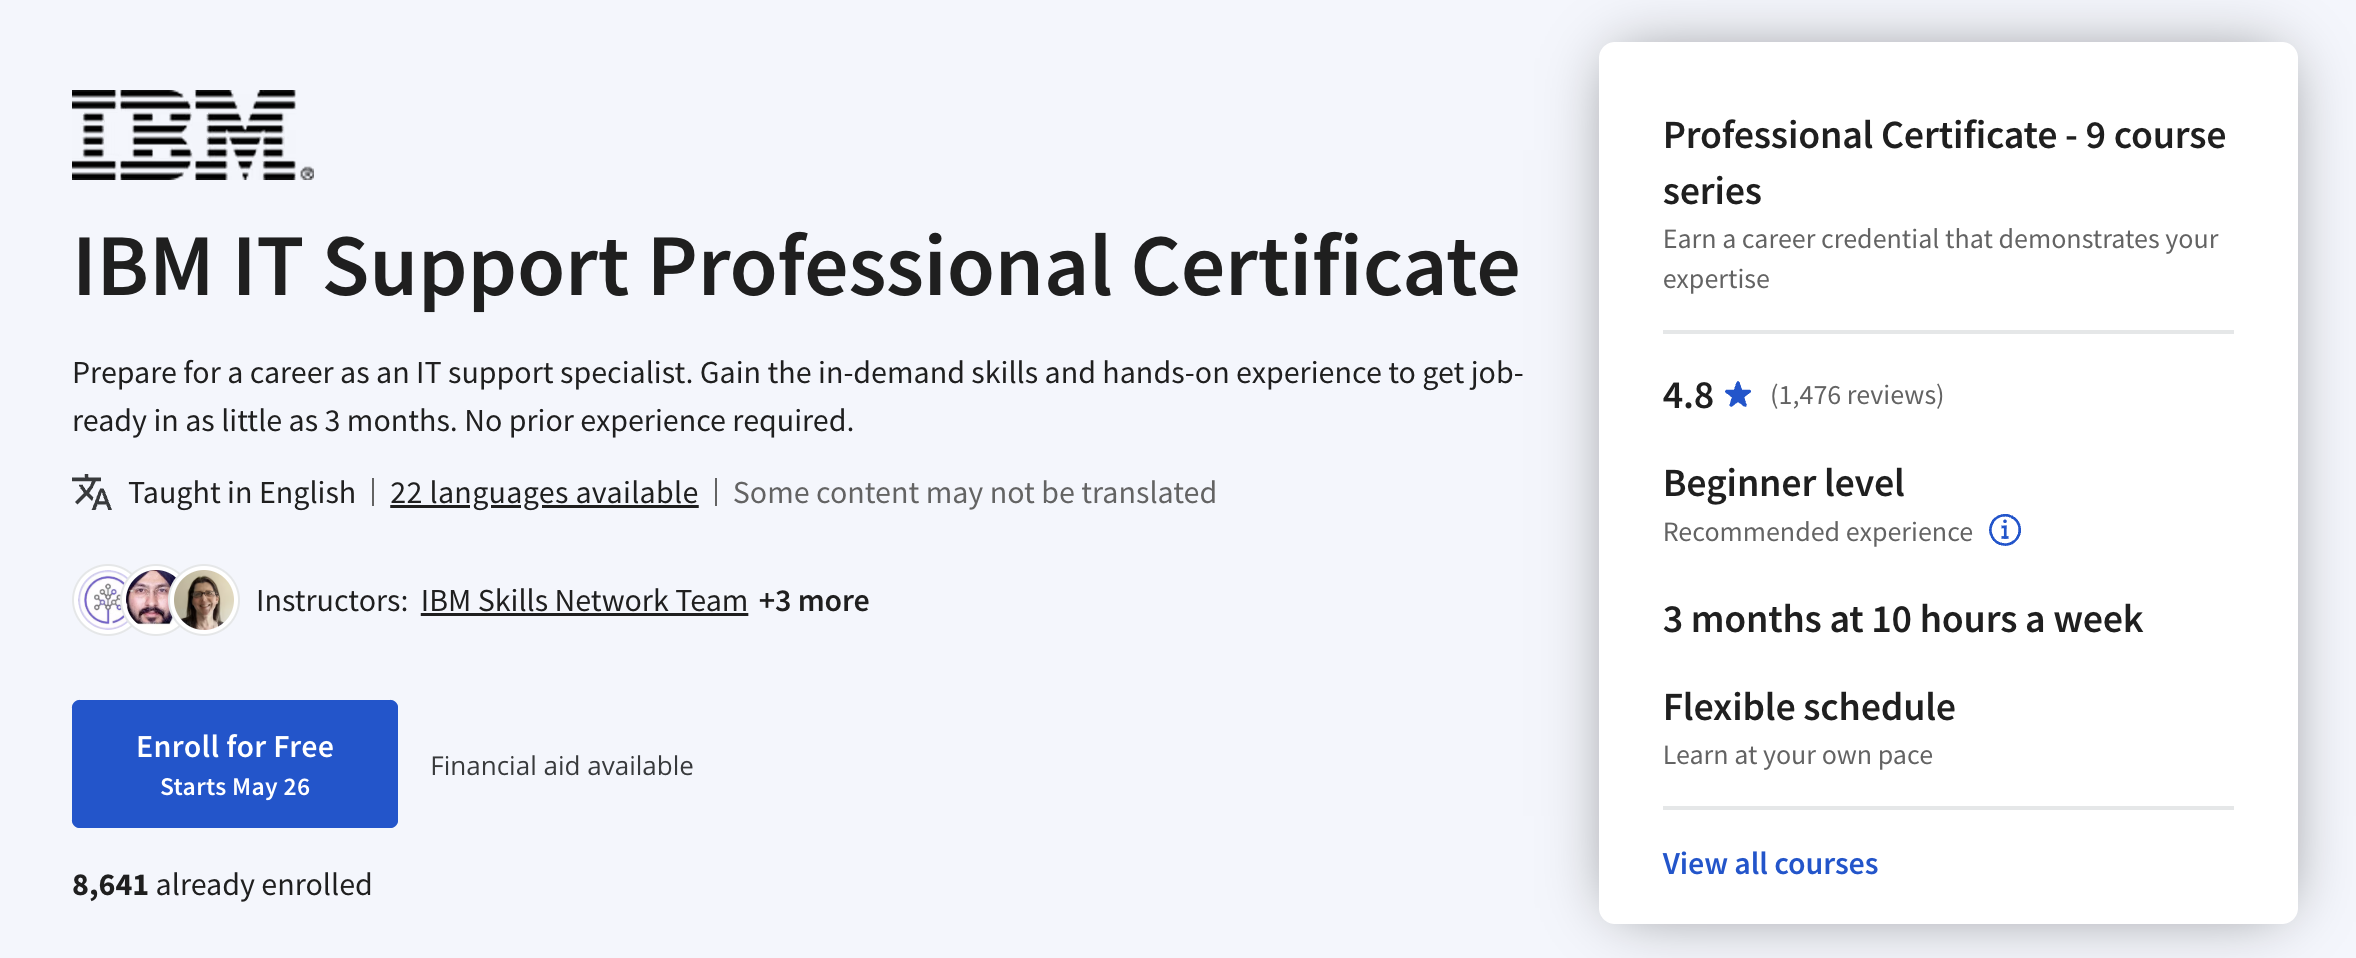 IBM®
IBM IT Support Professional Certificate
Prepare for a career as an IT support specialist. Gain the in-demand skills and hands-on experience to get job-
ready in as little as 3 months. No prior experience required.
Taught in English | 22 languages available | Some content may not be translated
Instructors: IBM Skills Network Team +3 more
Enroll for Free
Starts May 26
Financial aid available
8,641 already enrolled
Professional Certificate - 9 course
series
Earn a career credential that demonstrates your
expertise
4.8 ★ (1,476 reviews)
Beginner level
Recommended experience
3 months at 10 hours a week
Flexible schedule
Learn at your own pace
View all courses